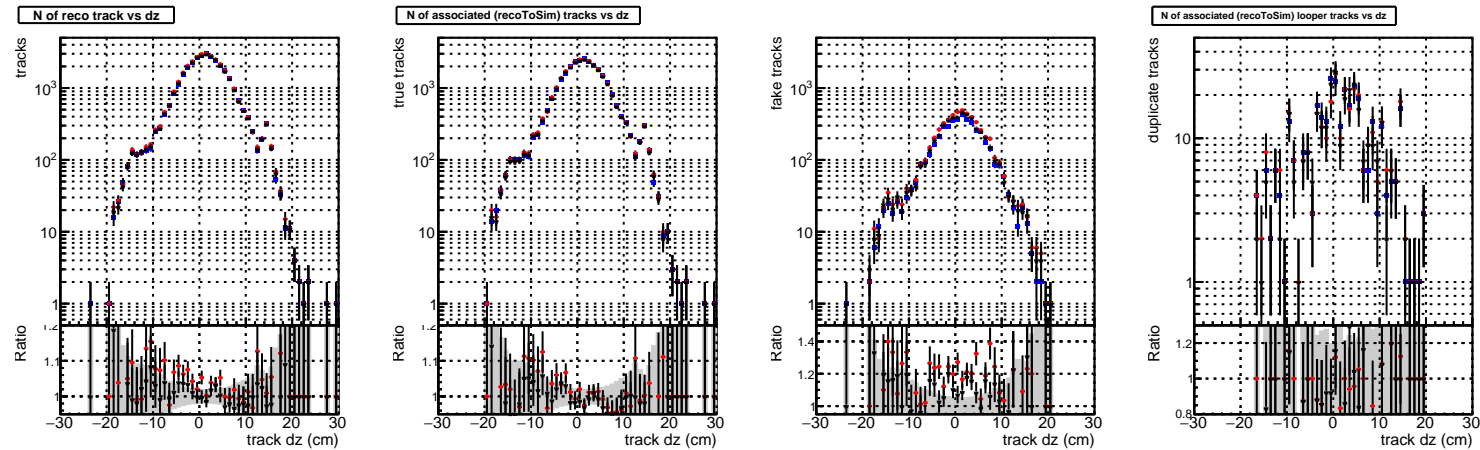 N of reco track vs dz
tracks
10³
10²
10
1
Ratio
1.2
1.1
1
−30 −20 −10 0 10 20 30
track dz (cm)
N of associated (recoToSim) tracks vs dz
true tracks
10³
10²
10
1
Ratio
1.2
1.1
1
−30 −20 −10 0 10 20 30
track dz (cm)
fake tracks
10³
10²
10
1
Ratio
1.4
1.2
1
−30 −20 −10 0 10 20 30
track dz (cm)
N of associated (recoToSim) looper tracks vs dz
duplicate tracks
10
1
Ratio
1.2
1
0.8
−30 −20 −10 0 10 20 30
track dz (cm)